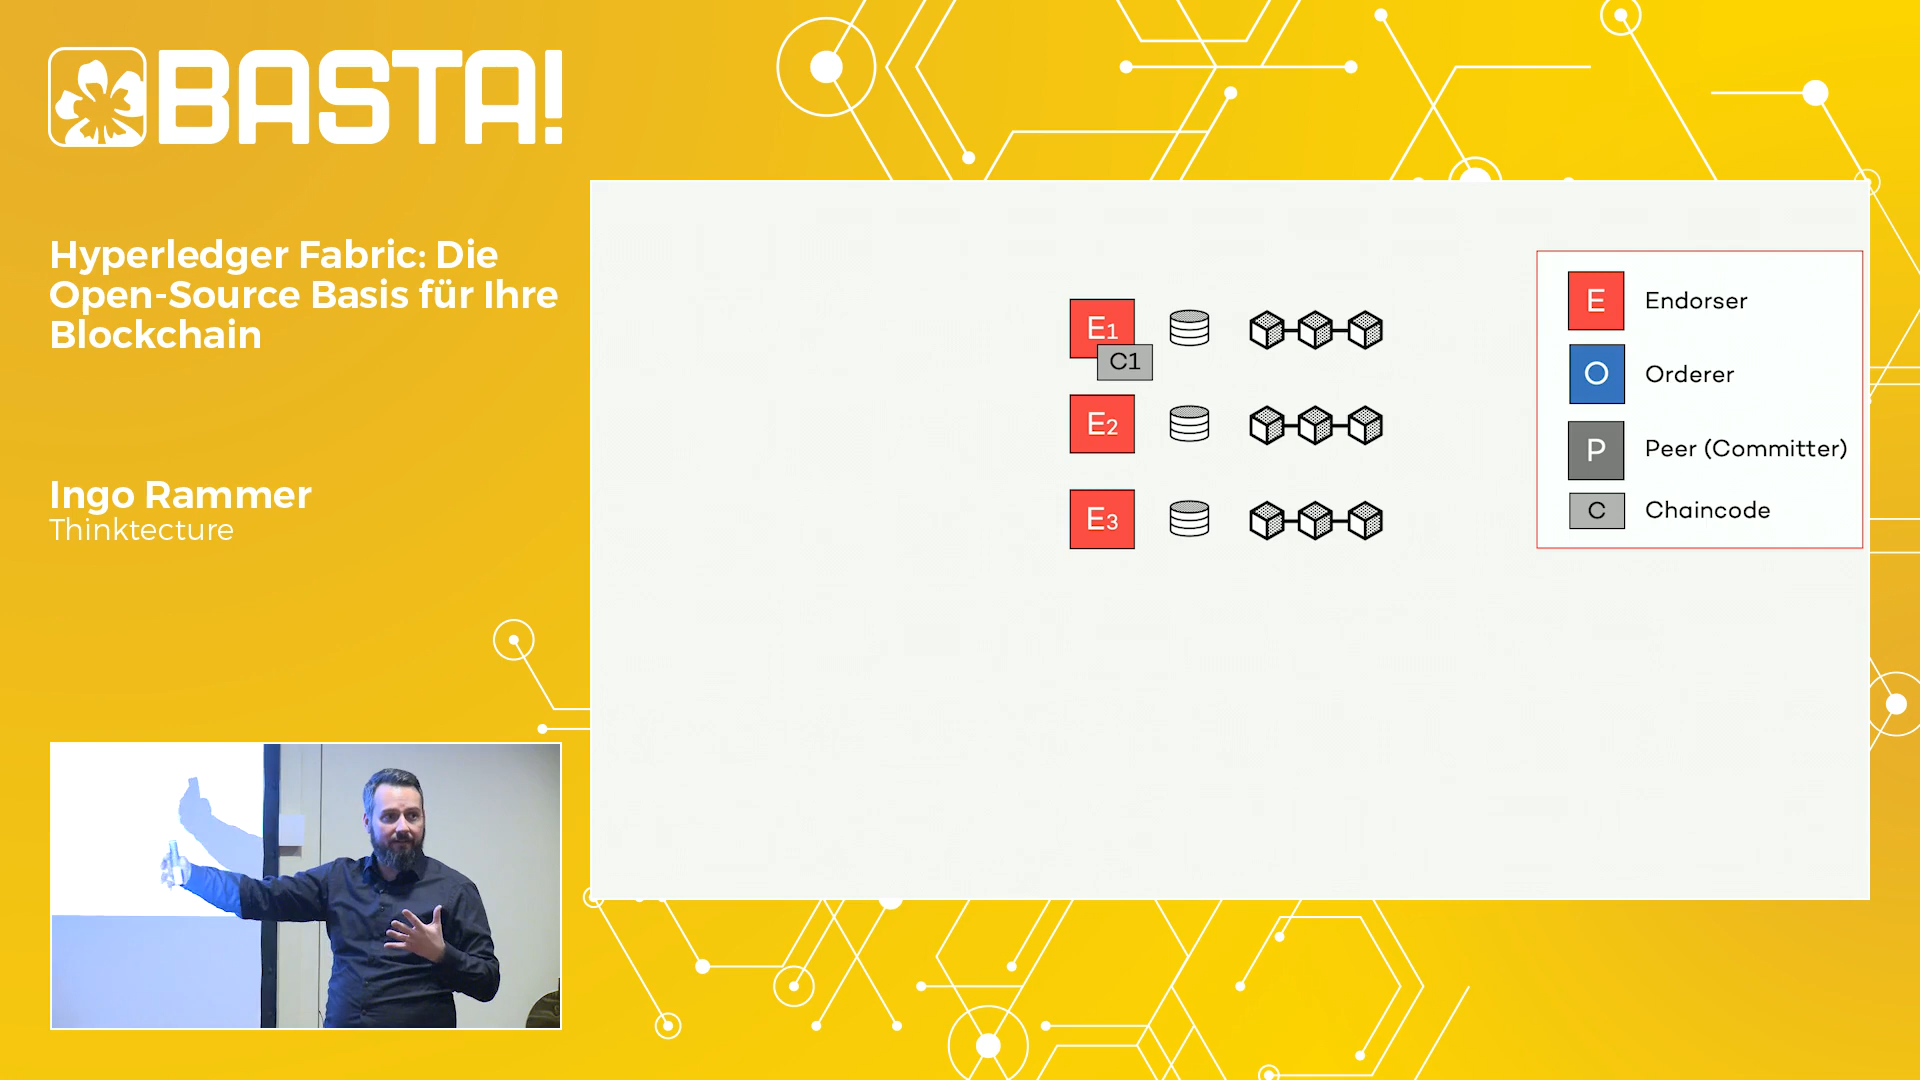 BASTA!
Hyperledger Fabric: Die
Open-Source Basis für Ihre
Blockchain
Ingo Rammer
Thinktecture
E1
C1
E2
E3
E Endorser
O Orderer
P Peer (Committer)
C Chaincode